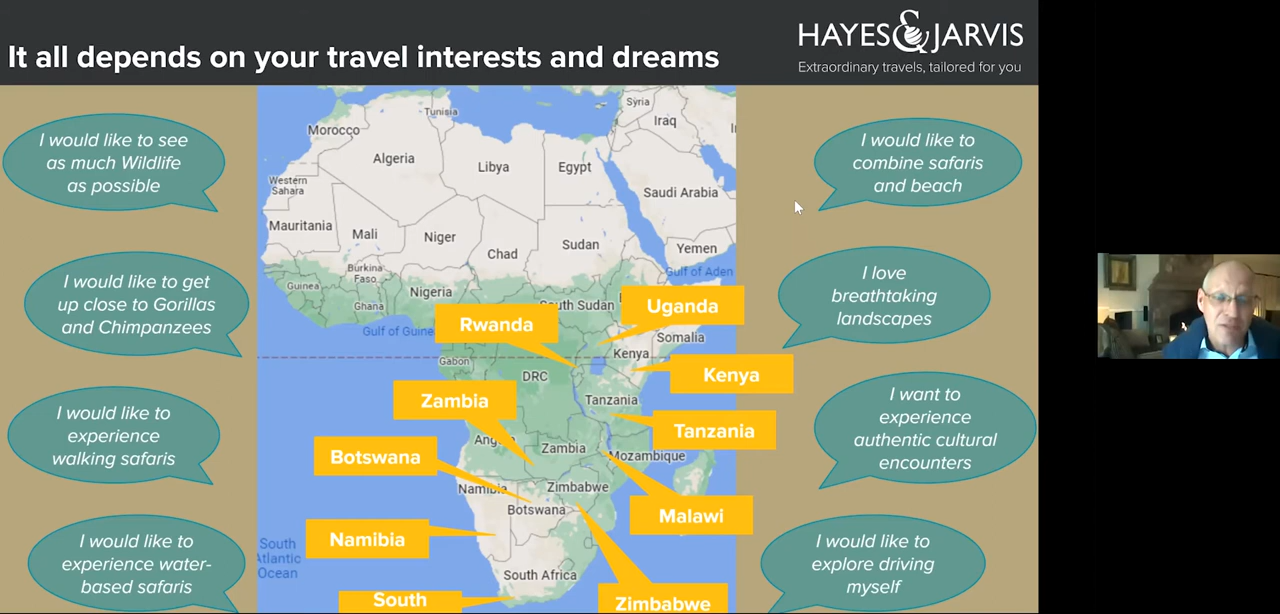 It all depends on your travel interests and dreams
HAYES & JARVIS
Extraordinary travels, tailored for you
I would like to see
as much Wildlife
as possible
I would like to get
up close to Gorillas
and Chimpanzees
I would like to
experience
walking safaris
I would like to
experience water-
based safaris
Syria
Tunisia
Iraq
Morocco
Algeria
Libya
Egypt
Western
Sahara
Saudi Arabia
Mauritania
Mali
Niger
Chad
Sudan
Yemen
Gulf of Aden
Burkina
Faso
Guinea
Nigeria
Ghana
South Sudan
Uganda
Rwanda
Gulf of Guine
Somalia
Kenya
Gabon
Kenya
DRC
Tanzania
Zambia
Tanzania
Ang
Zambia
Mozambique
Botswana
Namibia
Zimbabwe
Botswana
Malawi
Namibia
South
Atlantic
Ocean
South Africa
South
Zimbabwe
I would like to
combine safaris
and beach
I love
breathtaking
landscapes
I want to
experience
authentic cultural
encounters
I would like to
explore driving
myself